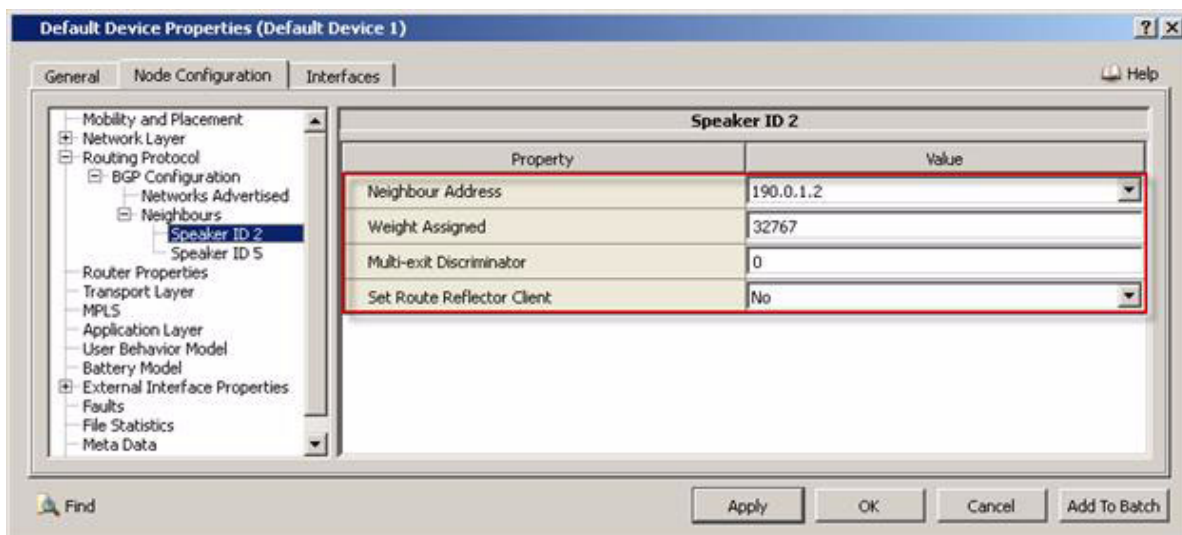 Default Device Properties (Default Device 1)
General Node Configuration Interfaces Help
Mobility and Placement
Network Layer
Routing Protocol
BGP Configuration
Networks Advertised
Neighbours
Speaker ID 2
Speaker ID 5
Router Properties
Transport Layer
MPLS
Application Layer
User Behavior Model
Battery Model
External Interface Properties
Faults
File Statistics
Meta Data
Speaker ID 2
Property Value
Neighbour Address 190.0.1.2
Weight Assigned 32767
Multi-exit Discriminator 0
Set Route Reflector Client No
Find Apply OK Cancel Add To Batch